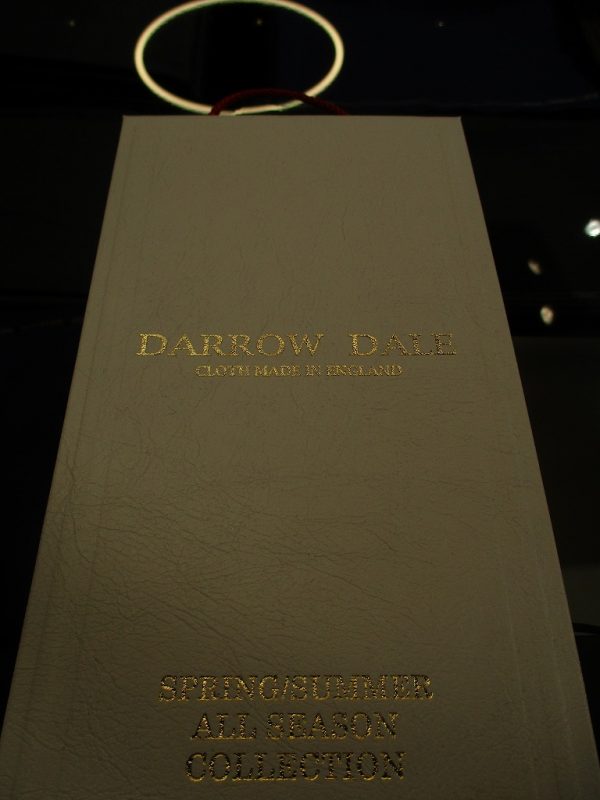 DARROW DALE
CLOTH MADE IN ENGLAND
SPRING/SUMMER
ALL SEASON
COLLECTION